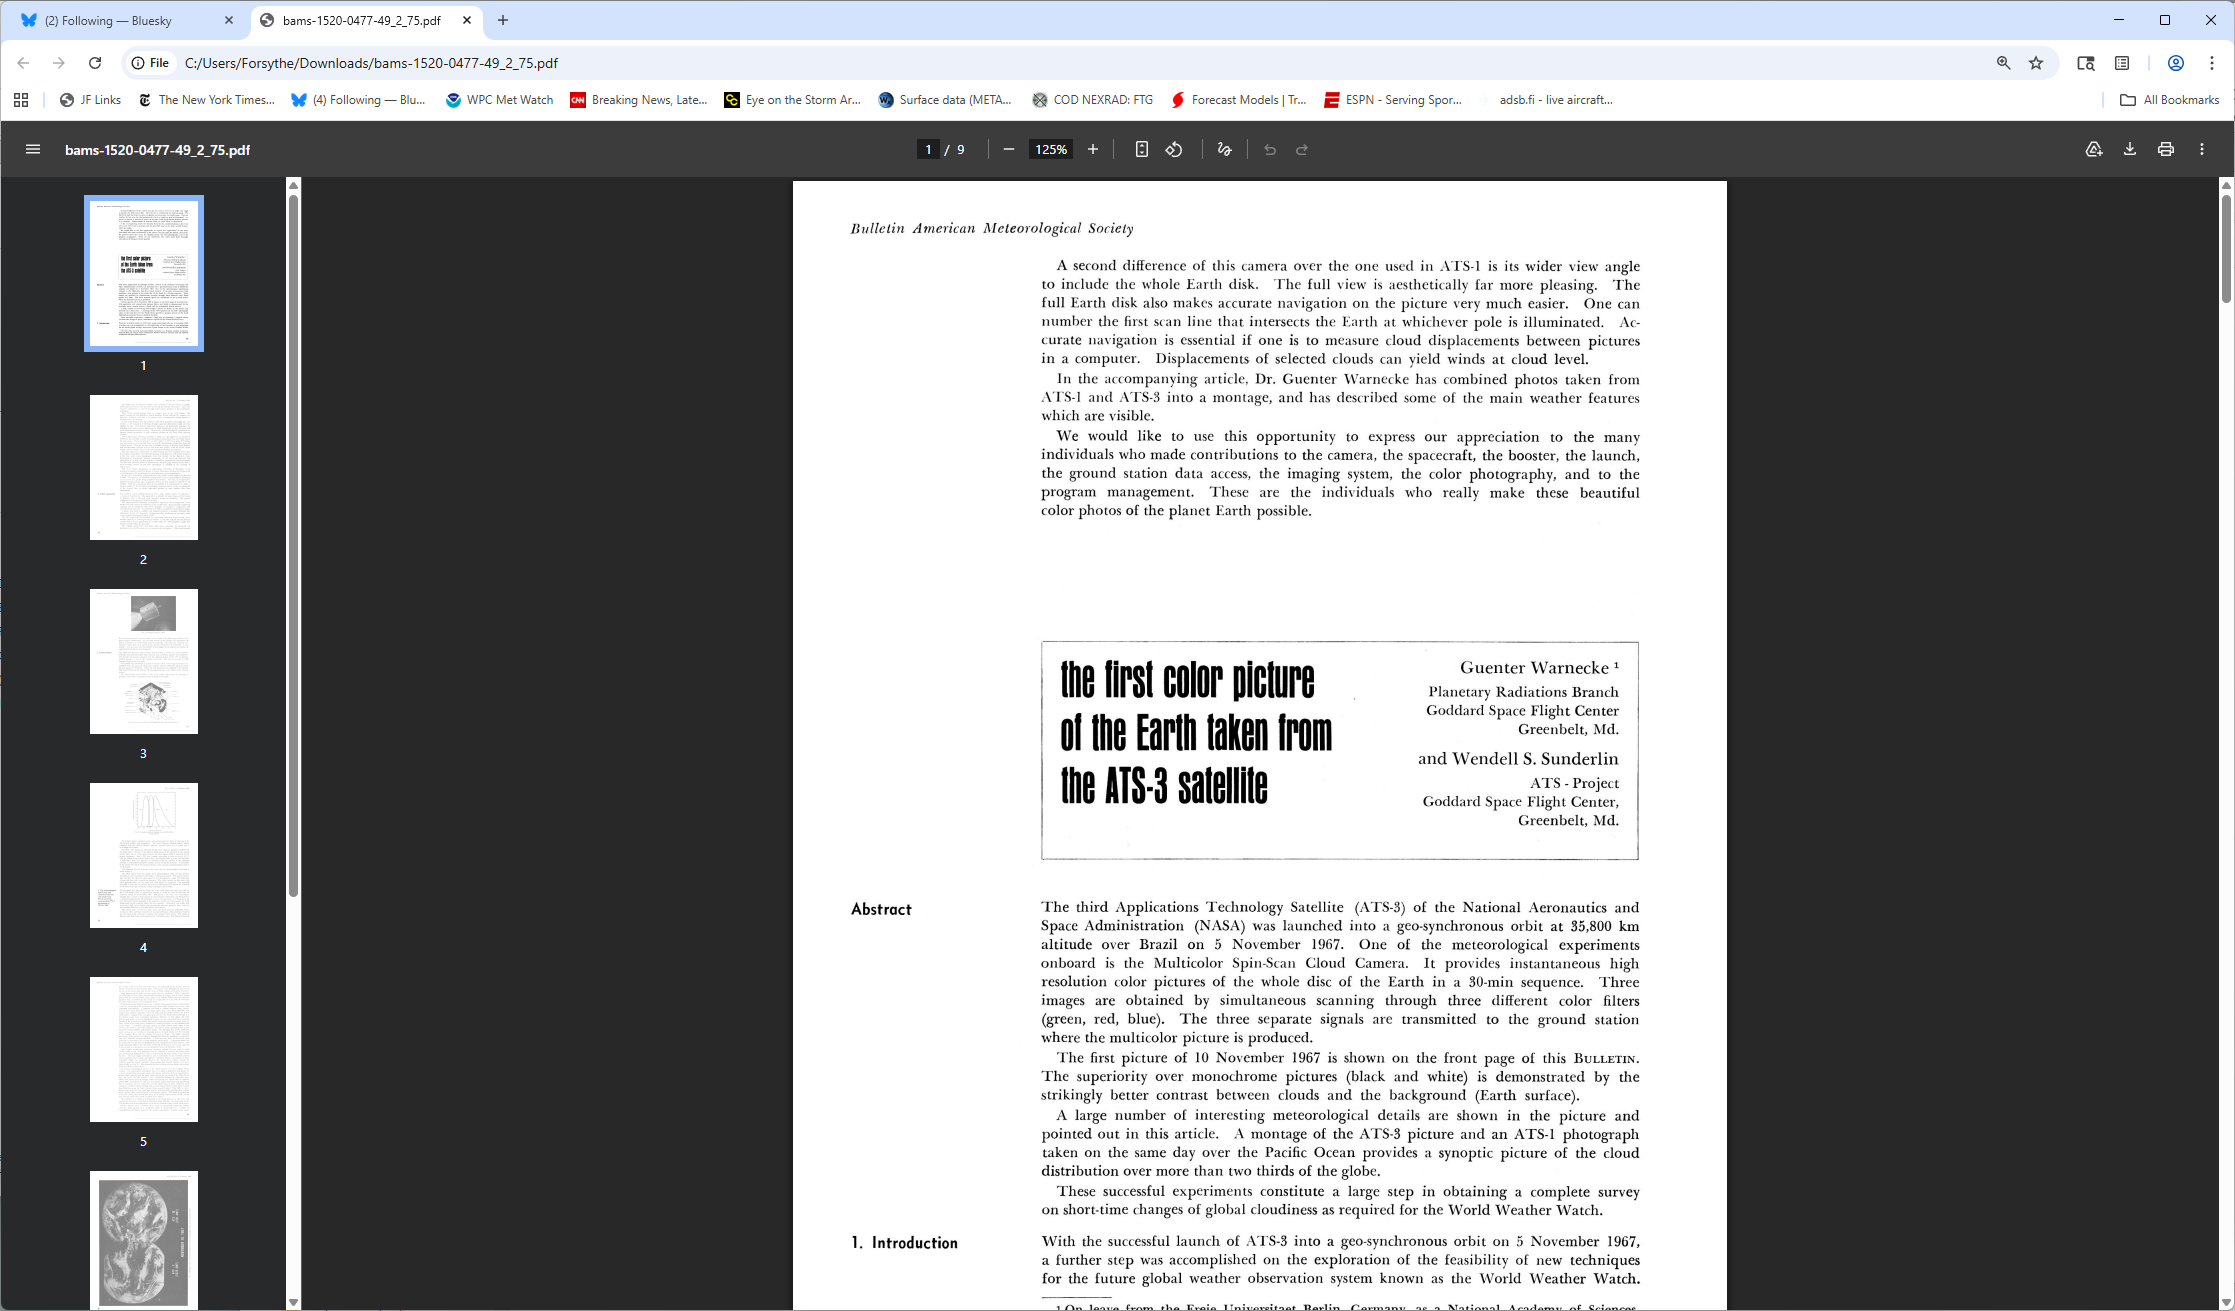 (2) Following — Bluesky
bams-1520-0477-49_2_75.pdf
File
C:/Users/Forsythe/Downloads/bams-1520-0477-49_2_75.pdf
JF Links
The New York Times...
(4) Following — Blu...
WPC Met Watch
CNN
Breaking News, Late...
Eye on the Storm Ar...
Surface data (META...
COD NEXRAD: FTG
Forecast Models | Tr...
ESPN - Serving Spor...
adsb.fi - live aircraft...
All Bookmarks
bams-1520-0477-49_2_75.pdf
1 / 9
125%
1
2
3
4
5
Bulletin American Meteorological Society
A second difference of this camera over the one used in ATS-1 is its wider view angle
to include the whole Earth disk. The full view is aesthetically far more pleasing. The
full Earth disk also makes accurate navigation on the picture very much easier. One can
number the first scan line that intersects the Earth at whichever pole is illuminated. Ac-
curate navigation is essential if one is to measure cloud displacements between pictures
in a computer. Displacements of selected clouds can yield winds at cloud level.
In the accompanying article, Dr. Guenter Warnecke has combined photos taken from
ATS-1 and ATS-3 into a montage, and has described some of the main weather features
which are visible.
We would like to use this opportunity to express our appreciation to the many
individuals who made contributions to the camera, the spacecraft, the booster, the launch,
the ground station data access, the imaging system, the color photography, and to the
program management. These are the individuals who really make these beautiful
color photos of the planet Earth possible.
the first color picture
of the Earth taken from
the ATS-3 satellite
Guenter Warnecke 1
Planetary Radiations Branch
Goddard Space Flight Center
Greenbelt, Md.
and Wendell S. Sunderlin
ATS - Project
Goddard Space Flight Center,
Greenbelt, Md.
Abstract
The third Applications Technology Satellite (ATS-3) of the National Aeronautics and
Space Administration (NASA) was launched into a geo-synchronous orbit at 35,800 km
altitude over Brazil on 5 November 1967. One of the meteorological experiments
onboard is the Multicolor Spin-Scan Cloud Camera. It provides instantaneous high
resolution color pictures of the whole disc of the Earth in a 30-min sequence. Three
images are obtained by simultaneous scanning through three different color filters
(green, red, blue). The three separate signals are transmitted to the ground station
where the multicolor picture is produced.
The first picture of 10 November 1967 is shown on the front page of this BULLETIN.
The superiority over monochrome pictures (black and white) is demonstrated by the
strikingly better contrast between clouds and the background (Earth surface).
A large number of interesting meteorological details are shown in the picture and
pointed out in this article. A montage of the ATS-3 picture and an ATS-1 photograph
taken on the same day over the Pacific Ocean provides a synoptic picture of the cloud
distribution over more than two thirds of the globe.
These successful experiments constitute a large step in obtaining a complete survey
on short-time changes of global cloudiness as required for the World Weather Watch.
1. Introduction
With the successful launch of ATS-3 into a geo-synchronous orbit on 5 November 1967,
a further step was accomplished on the exploration of the feasibility of new techniques
for the future global weather observation system known as the World Weather Watch.
1 On leave from the Freie Universitaet Berlin, Germany, as a National Academy of Sciences